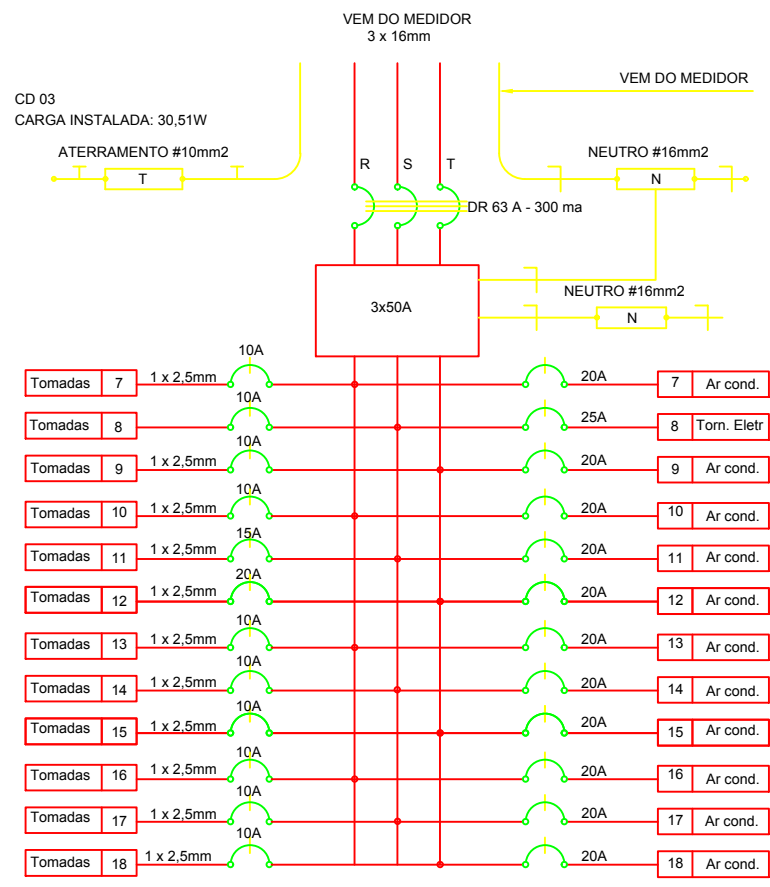 VEM DO MEDIDOR
3 x 16mm
VEM DO MEDIDOR
CD 03
CARGA INSTALADA: 30,51W
ATERRAMENTO #10mm2
T
R S T
NEUTRO #16mm2
N
DR 63 A - 300 ma
3x50A
NEUTRO #16mm2
N
Tomadas 7 1 x 2,5mm 10A 20A 7 Ar cond.
Tomadas 8 10A 25A 8 Torn. Eletr
Tomadas 9 1 x 2,5mm 10A 20A 9 Ar cond.
Tomadas 10 1 x 2,5mm 10A 20A 10 Ar cond.
Tomadas 11 1 x 2,5mm 15A 20A 11 Ar cond.
Tomadas 12 1 x 2,5mm 20A 20A 12 Ar cond.
Tomadas 13 1 x 2,5mm 10A 20A 13 Ar cond.
Tomadas 14 1 x 2,5mm 10A 20A 14 Ar cond.
Tomadas 15 1 x 2,5mm 10A 20A 15 Ar cond.
Tomadas 16 1 x 2,5mm 10A 20A 16 Ar cond.
Tomadas 17 1 x 2,5mm 10A 20A 17 Ar cond.
Tomadas 18 1 x 2,5mm 10A 20A 18 Ar cond.